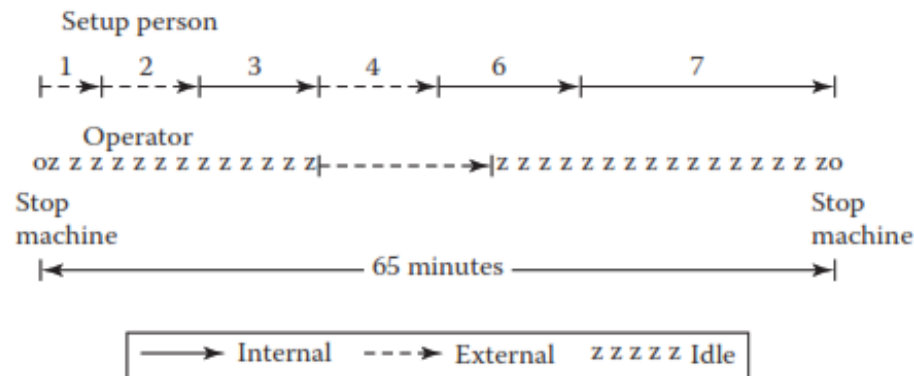 Setup person
1 2 3 4 6 7
Operator
oz z z z z z z z z z z z z z z z z z z z z z z z z z z z z zo
Stop machine
Stop machine
65 minutes
Internal External z z z z z Idle